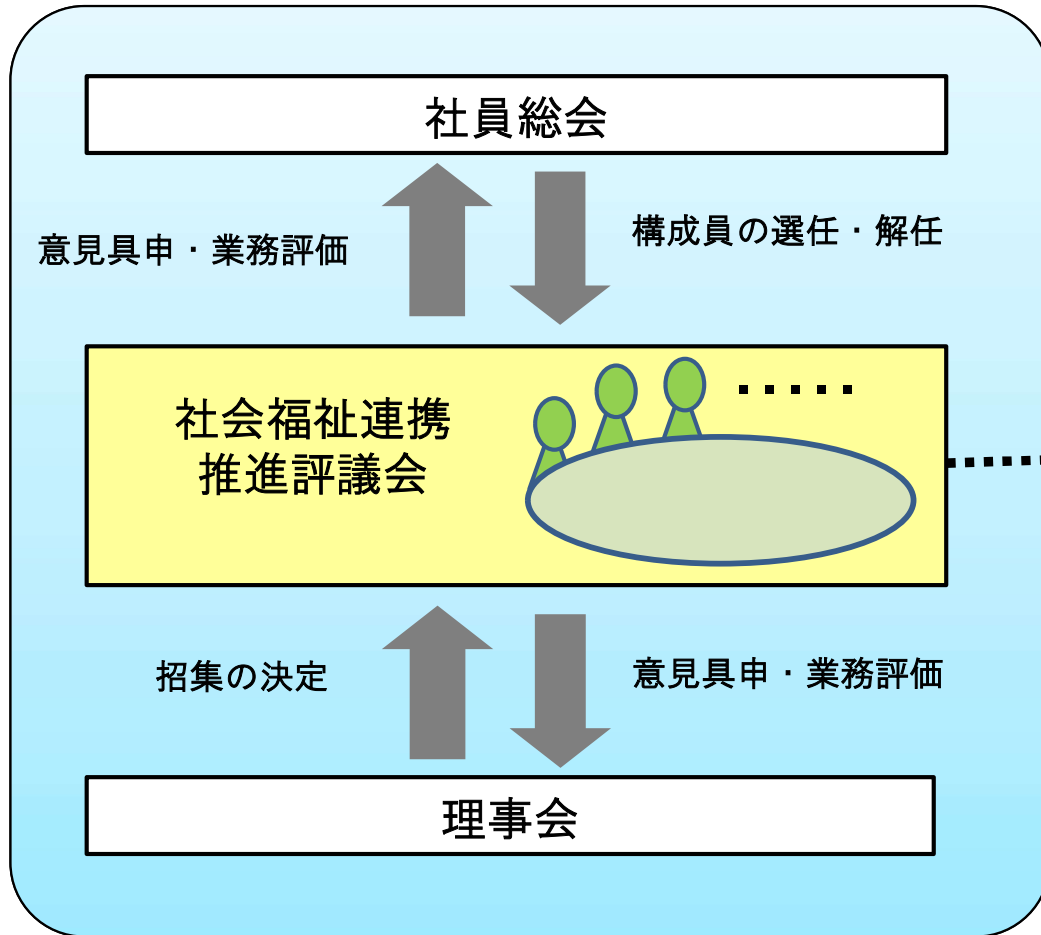 社員総会
意見具申・業務評価
構成員の選任・解任
社会福祉連携
推進評議会
招集の決定
意見具申・業務評価
理事会